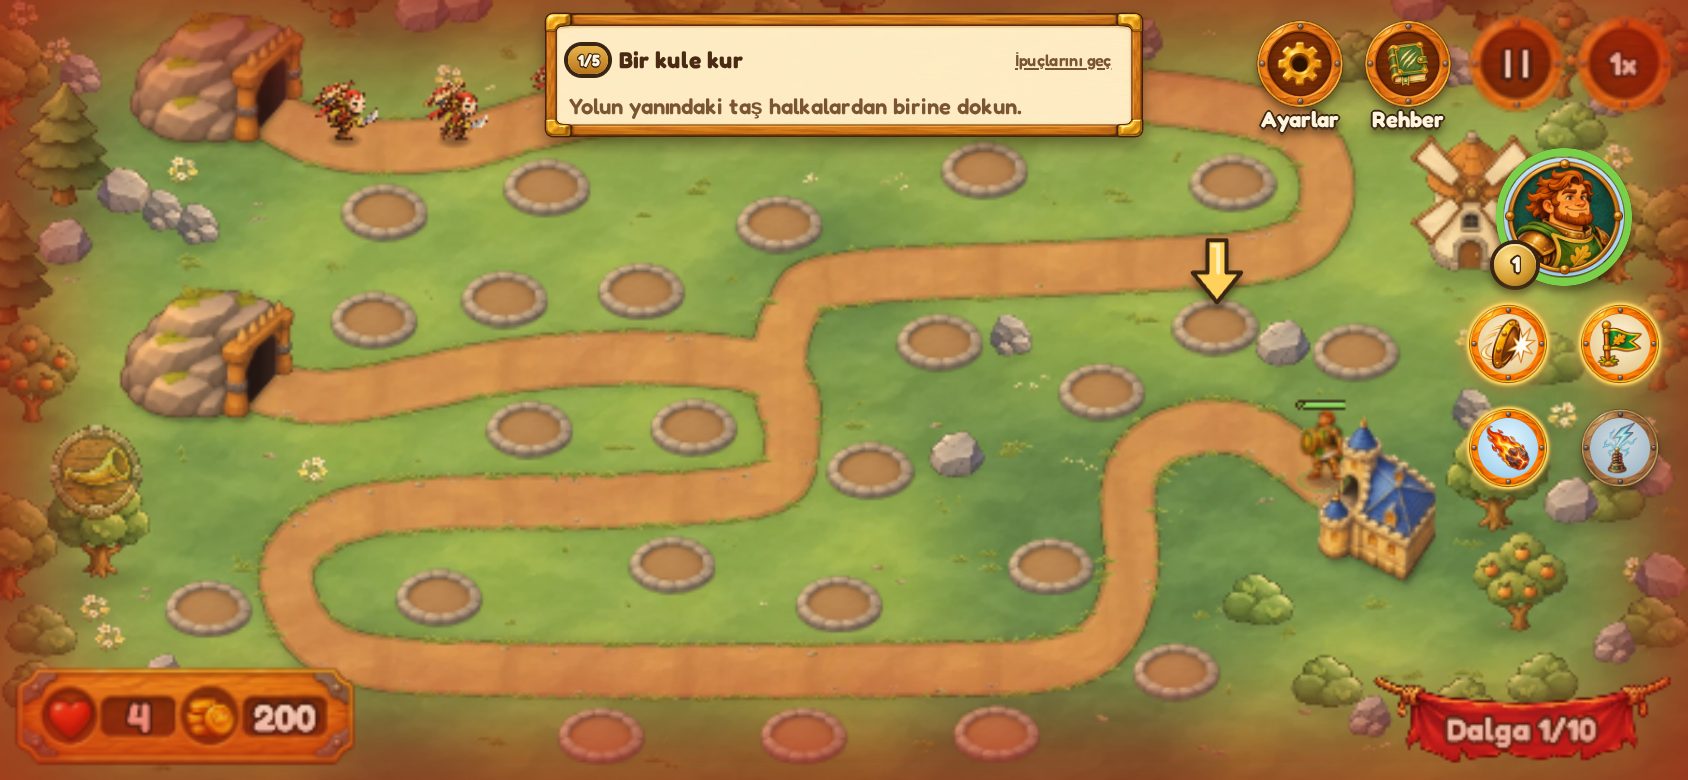 1/5 Bir kule kur İpuçlarını geç
Yolun yanındaki taş halkalardan birine dokun.
Ayarlar
Rehber
1x
1
4
200
Dalga 1/10